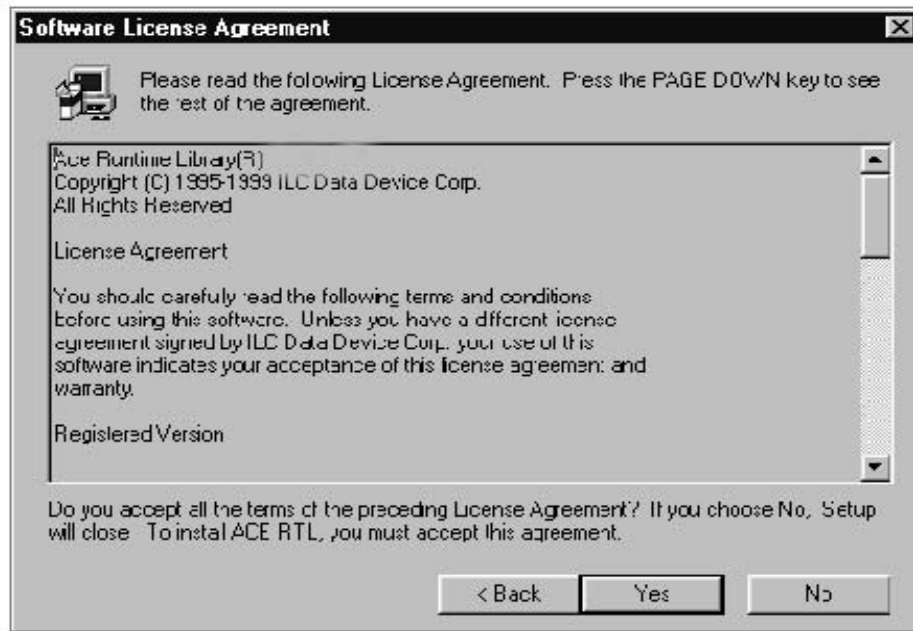 Software License Agreement
Please read the following License Agreement. Press the PAGE DOWN key to see
the rest of the agreement.
Ace Runtime Library(R)
Copyright (C) 1995-1999 ILC Data Device Corp.
All Rights Reserved
License Agreement
You should carefully read the following terms and conditions
before using this software. Unless you have a different license
agreement signed by ILC Data Device Corp. your use of this
software indicates your acceptance of this license agreement and
warranty.
Registered Version
Do you accept all the terms of the preceding License Agreement? If you choose No, Setup
will close. To install ACE RTL, you must accept this agreement.
< Back
Yes
No